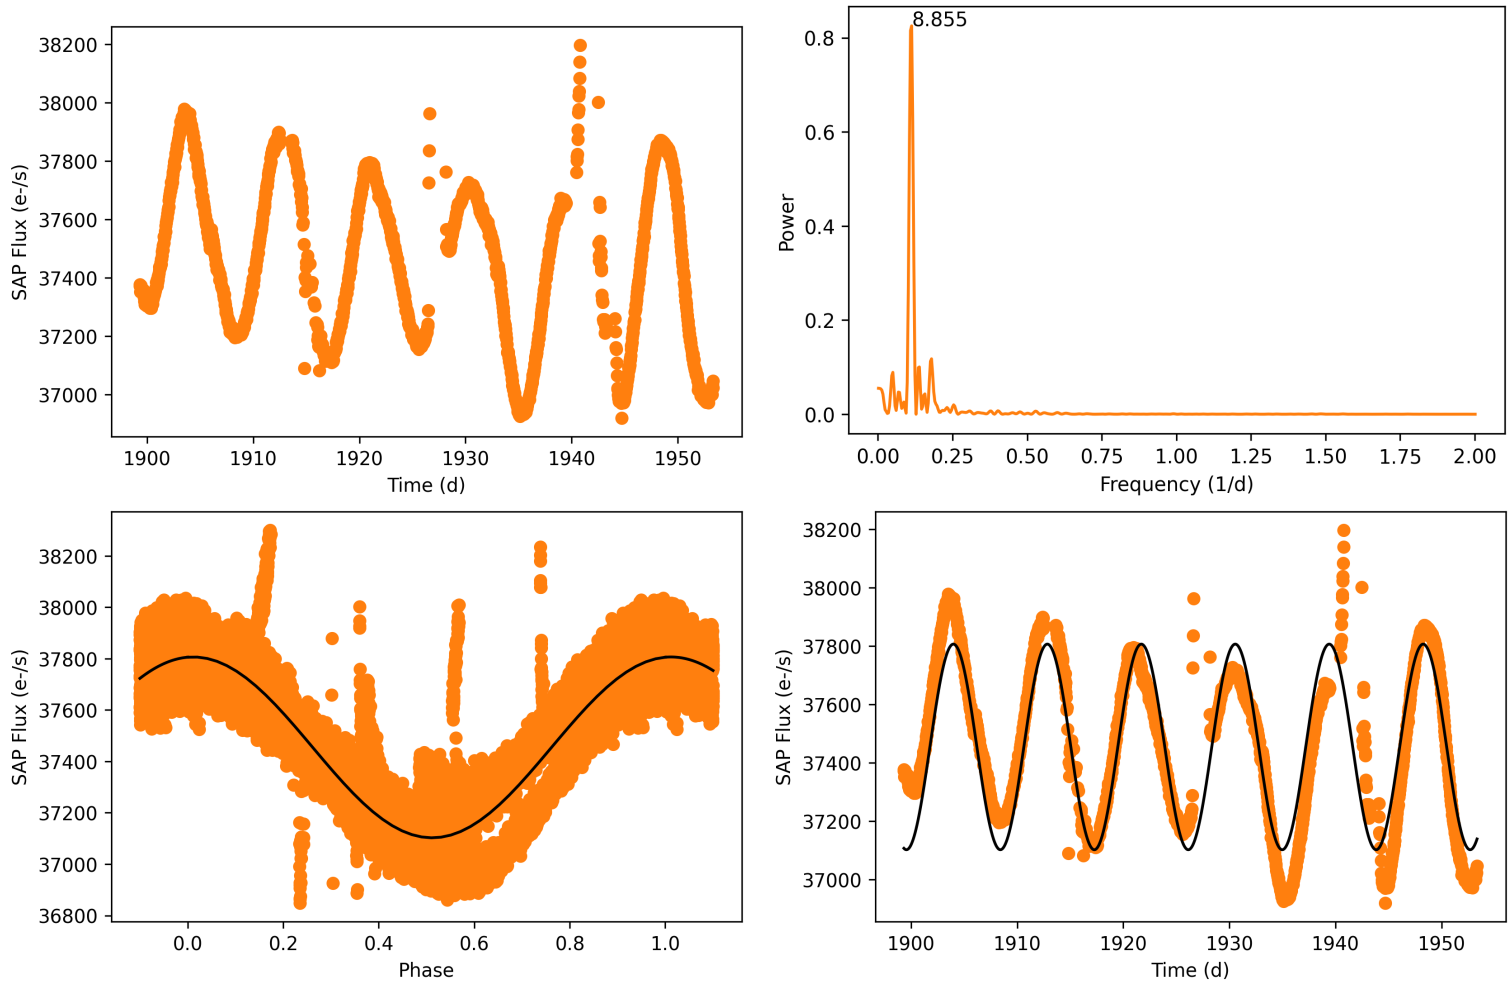 38200
38000
37800
37600
37400
37200
37000
SAP Flux (e-/s)
1900 1910 1920 1930 1940 1950
Time (d)
8.855
0.8
0.6
0.4
0.2
0.0
Power
0.00 0.25 0.50 0.75 1.00 1.25 1.50 1.75 2.00
Frequency (1/d)
38200
38000
37800
37600
37400
37200
37000
36800
SAP Flux (e-/s)
0.0 0.2 0.4 0.6 0.8 1.0
Phase
38200
38000
37800
37600
37400
37200
37000
SAP Flux (e-/s)
1900 1910 1920 1930 1940 1950
Time (d)